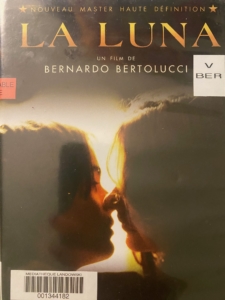 ★NOUVEAU MASTER HAUTE DÉFINITION★
LA LUNA
UN FILM DE
BERNARDO BERTOLUCCI
V
BER
001344182